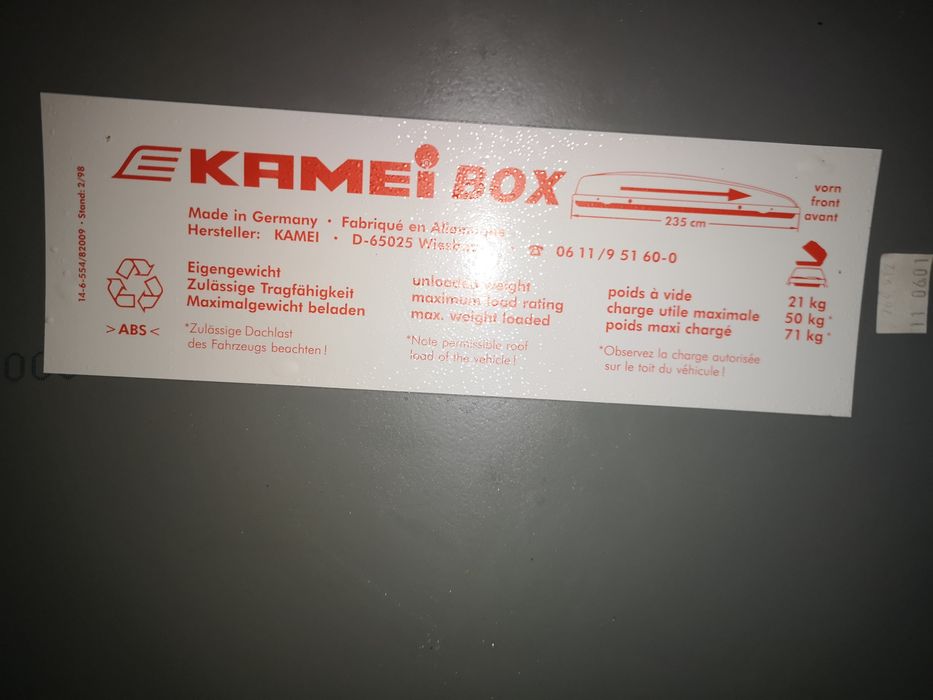 KAMEI BOX
235 cm
vorn
front
avant
14-6-554/82009 · Stand: 2/98
Made in Germany · Fabriqué en Allemagne
Hersteller: KAMEI · D-65025 · ☎ 06 11/9 51 60-0
Eigengewicht unloaded weight poids à vide 21 kg
Zulässige Tragfähigkeit maximum load rating charge utile maximale 50 kg*
Maximalgewicht beladen max. weight loaded poids maxi chargé 71 kg*
>ABS<
*Zulässige Dachlast
des Fahrzeugs beachten!
*Note permissible roof
load of the vehicle!
*Observez la charge autorisée
sur le toit du véhicule!
11 0601